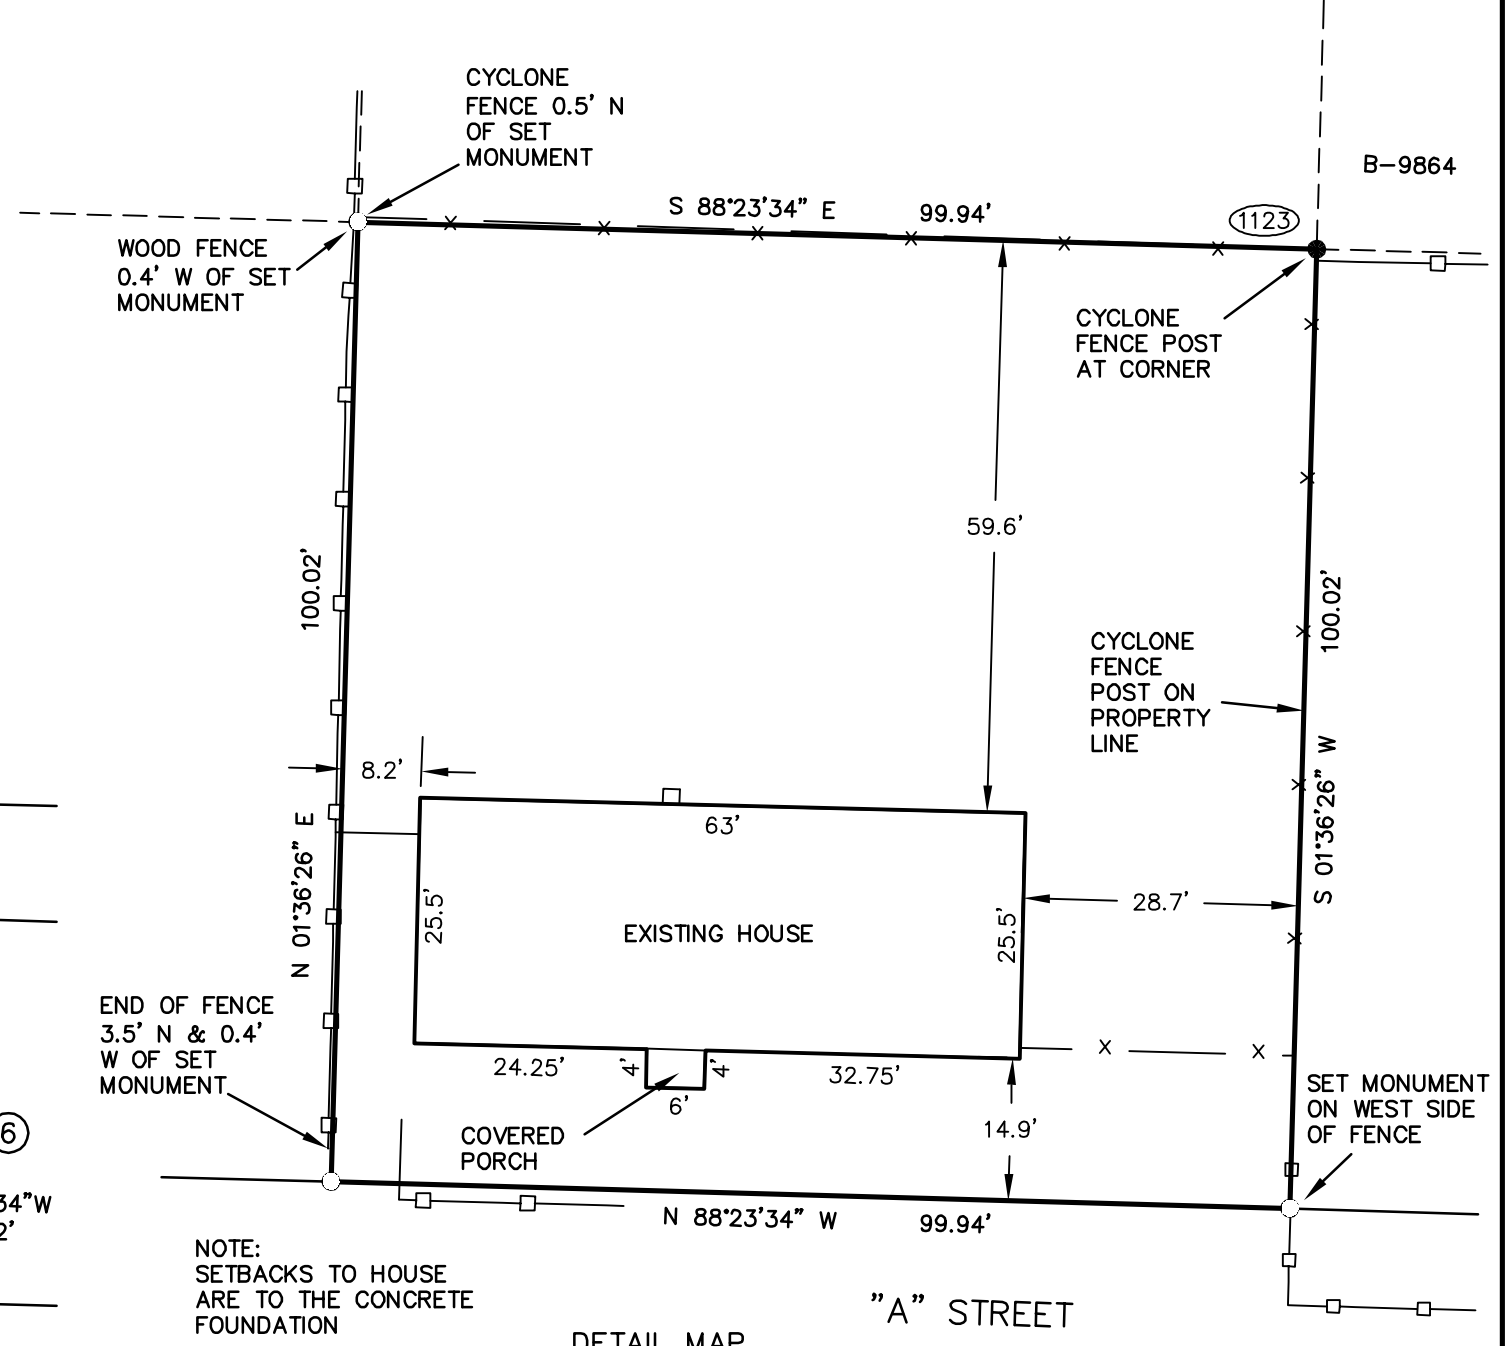 CYCLONE
FENCE 0.5' N
OF SET
MONUMENT
B-9864
S 88°23'34" E 99.94'
1123
WOOD FENCE
0.4' W OF SET
MONUMENT
CYCLONE
FENCE POST
AT CORNER
59.6'
100.02'
100.02'
CYCLONE
FENCE
POST ON
PROPERTY
LINE
8.2'
63'
N 01°36'26" E
S 01°36'26" W
25.5'
EXISTING HOUSE
25.5'
28.7'
END OF FENCE
3.5' N & 0.4'
W OF SET
MONUMENT
24.25'
4'
4'
32.75'
6'
X
X
SET MONUMENT
ON WEST SIDE
OF FENCE
14.9'
COVERED
PORCH
6
34"W
2'
N 88°23'34" W 99.94'
NOTE:
SETBACKS TO HOUSE
ARE TO THE CONCRETE
FOUNDATION
"A" STREET
DETAIL MAP